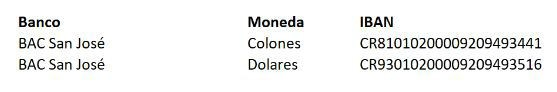 Banco Moneda IBAN
BAC San José Colones CR81010200009209493441
BAC San José Dolares CR93010200009209493516